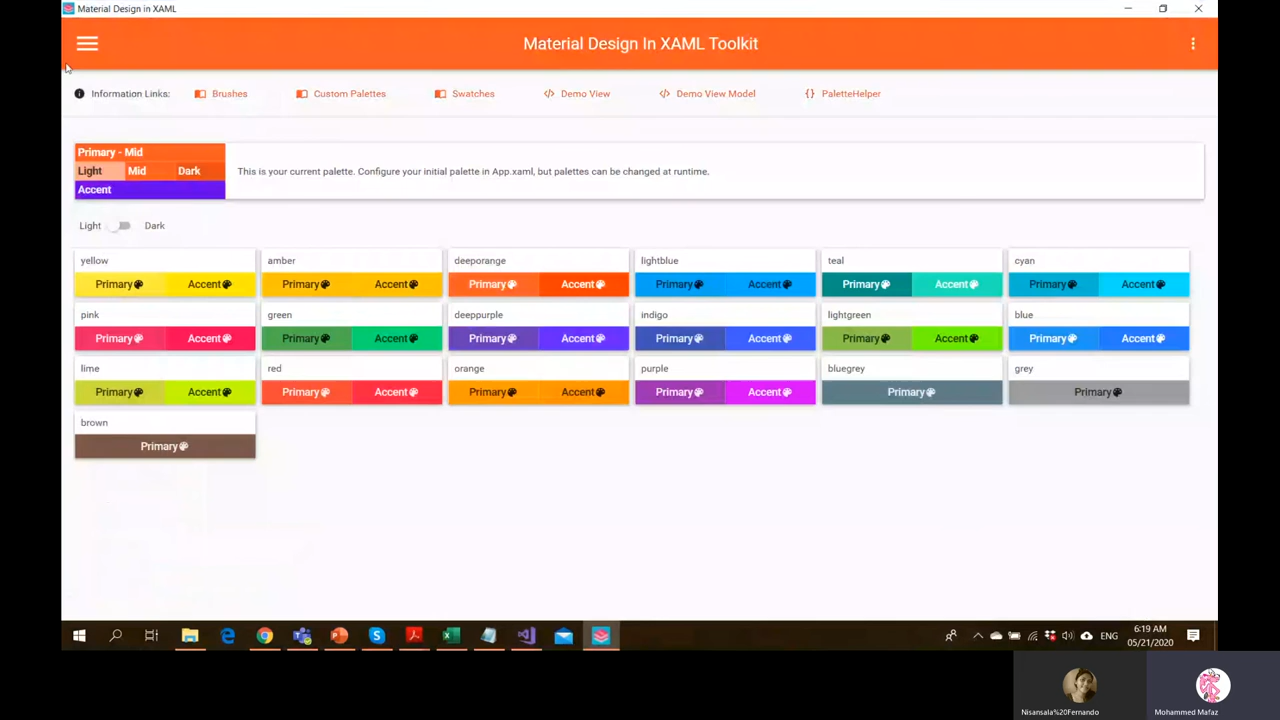 Material Design in XAML
Material Design In XAML Toolkit
Information Links: Brushes Custom Palettes Swatches Demo View Demo View Model PaletteHelper
Primary - Mid
Light Mid Dark
Accent
This is your current palette. Configure your initial palette in App.xaml, but palettes can be changed at runtime.
Light Dark
yellow amber deeporange lightblue teal cyan
Primary Accent Primary Accent Primary Accent Primary Accent Primary Accent Primary Accent
pink green deeppurple indigo lightgreen blue
Primary Accent Primary Accent Primary Accent Primary Accent Primary Accent Primary Accent
lime red orange purple bluegrey grey
Primary Accent Primary Accent Primary Accent Primary Accent Primary Primary
brown
Primary
ENG
6:19 AM
05/21/2020
Nisansala%20Fernando
Mohammed Mafaz